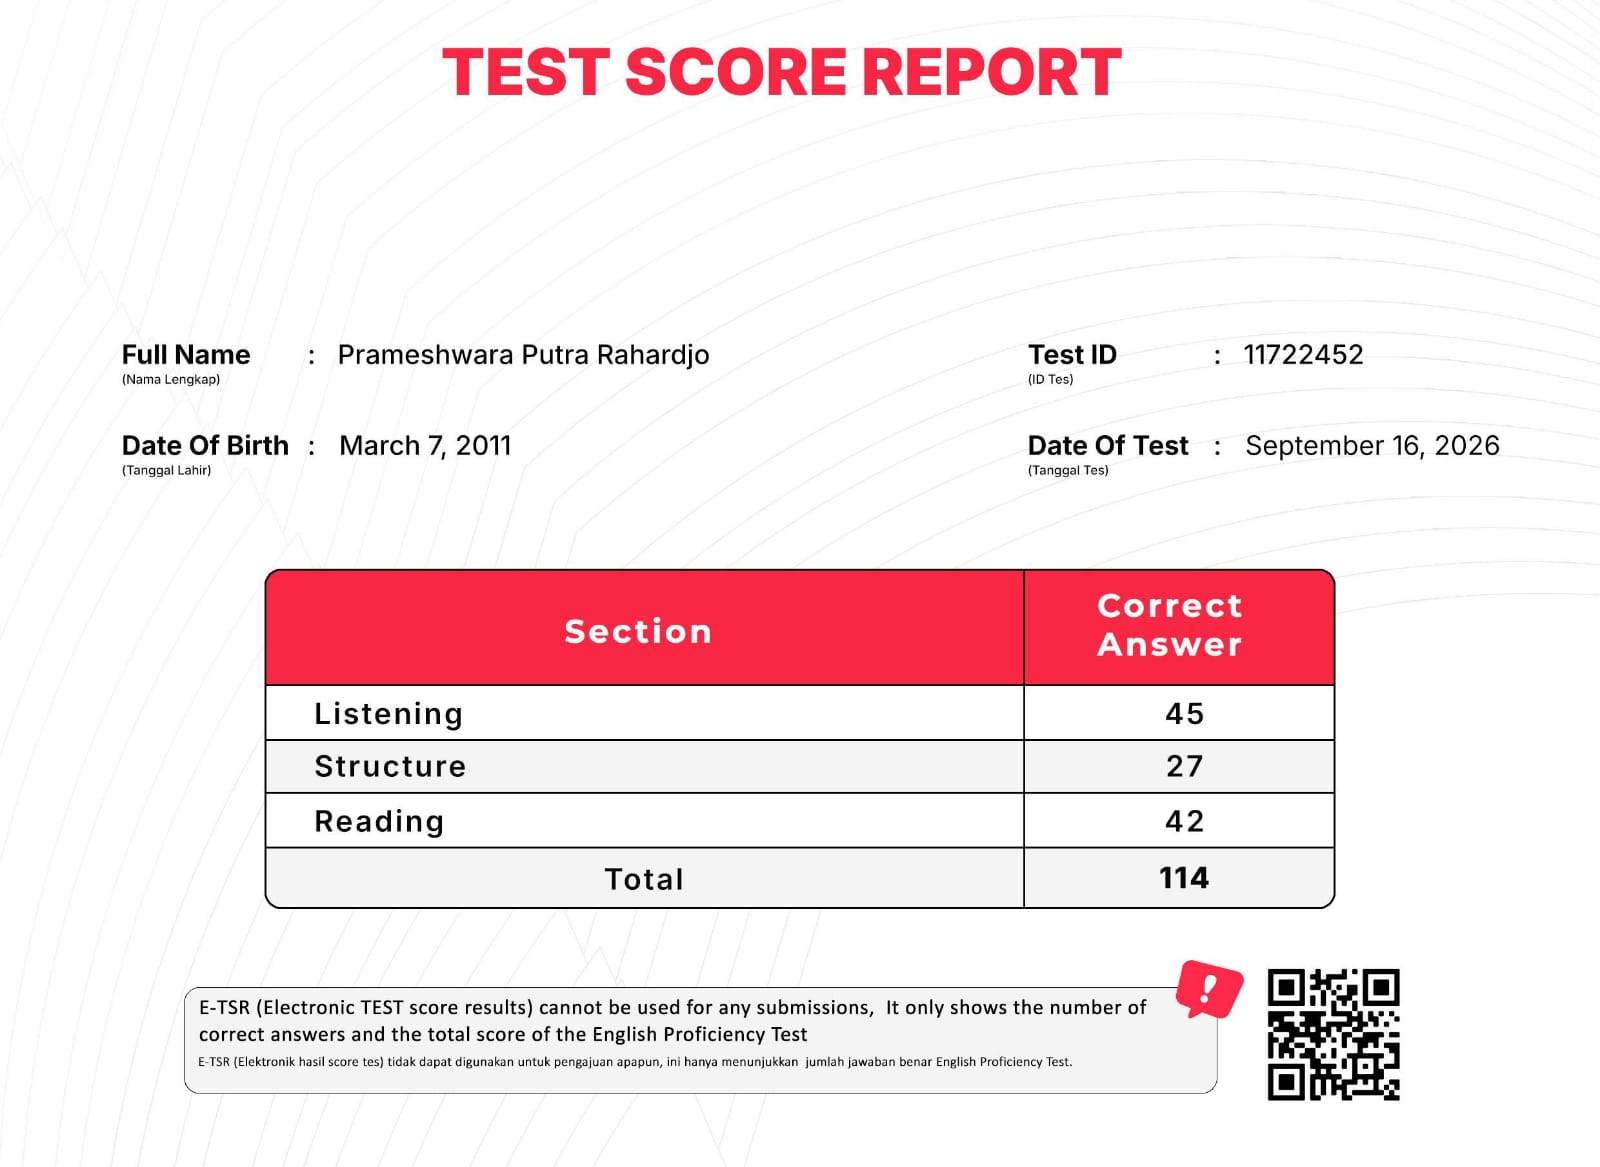 TEST SCORE REPORT
Full Name : Prameshwara Putra Rahardjo
(Nama Lengkap)
Test ID : 11722452
(ID Tes)
Date Of Birth : March 7, 2011
(Tanggal Lahir)
Date Of Test : September 16, 2026
(Tanggal Tes)
Section
Correct
Answer
Listening 45
Structure 27
Reading 42
Total 114
E-TSR (Electronic TEST score results) cannot be used for any submissions, It only shows the number of
correct answers and the total score of the English Proficiency Test
E-TSR (Elektronik hasil score tes) tidak dapat digunakan untuk pengajuan apapun, ini hanya menunjukkan jumlah jawaban benar English Proficiency Test.
!